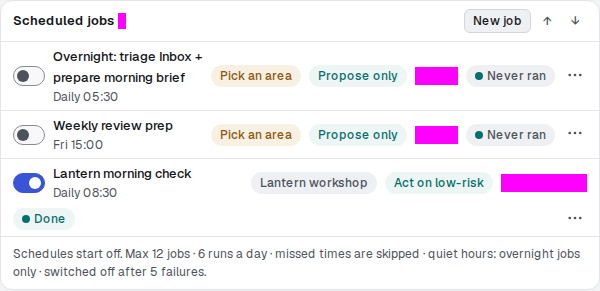 Scheduled jobs
New job ↑ ↓
Overnight: triage Inbox +
prepare morning brief
Daily 05:30
Pick an area Propose only Never ran ···
Weekly review prep
Fri 15:00
Pick an area Propose only Never ran ···
Lantern morning check
Daily 08:30
Lantern workshop Act on low-risk
Done ···
Schedules start off. Max 12 jobs · 6 runs a day · missed times are skipped · quiet hours: overnight jobs
only · switched off after 5 failures.